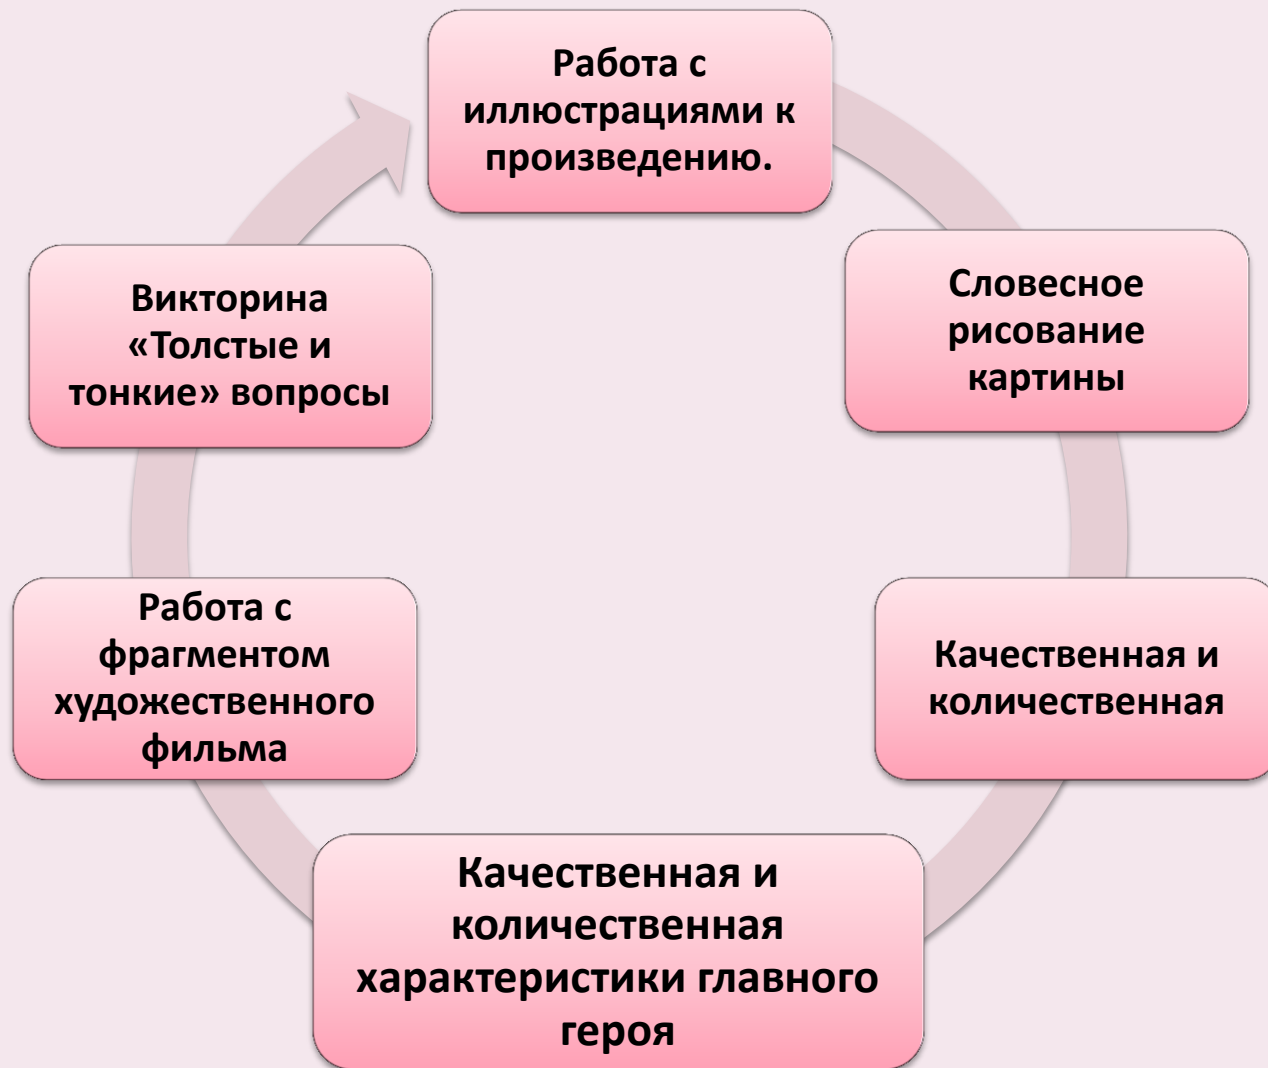 Работа с
иллюстрациями к
произведению.
Словесное
рисование
картины
Качественная и
количественная
Качественная и
количественная
характеристики главного
героя
Работа с
фрагментом
художественного
фильма
Викторина
«Толстые и
тонкие» вопросы